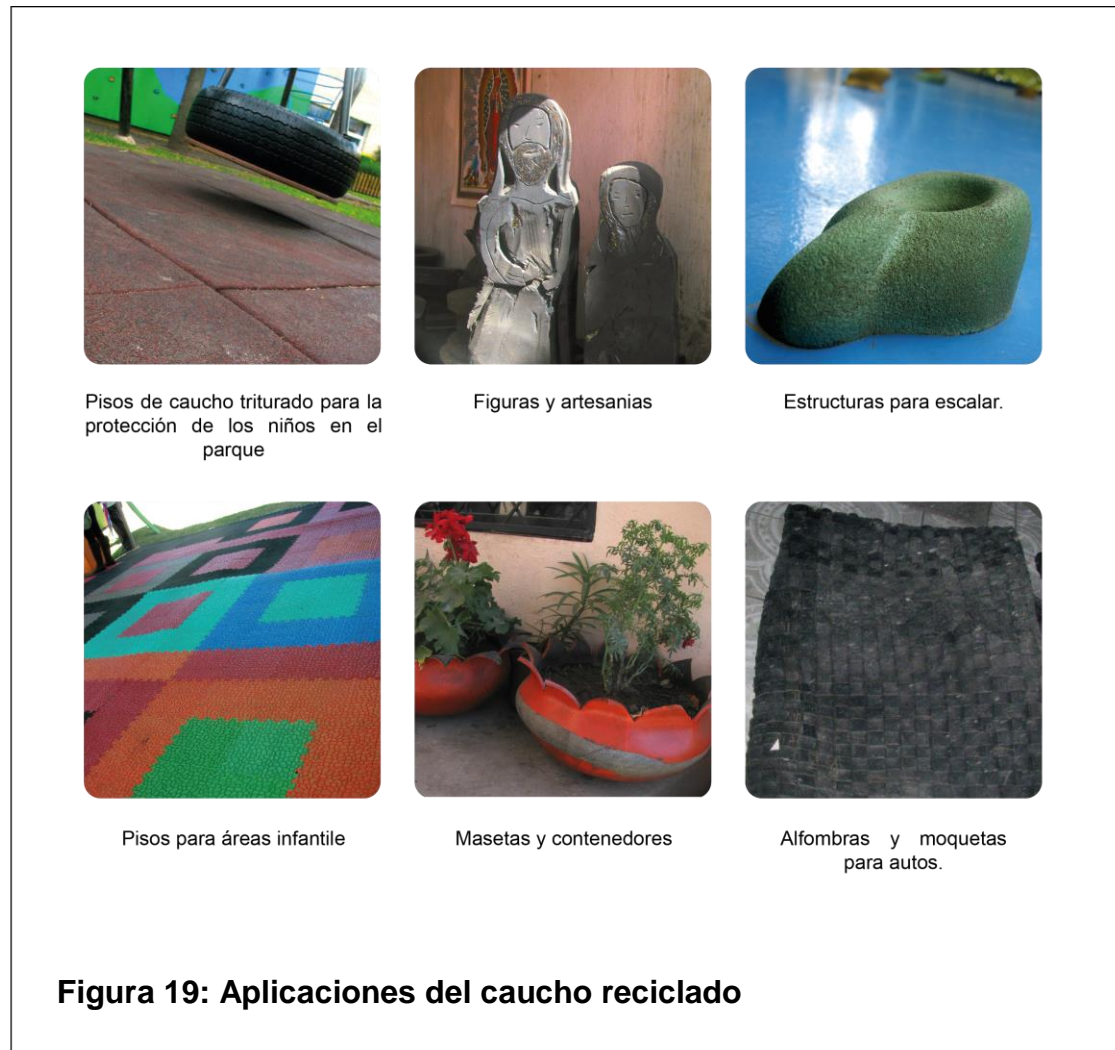 Pisos de caucho triturado para la
protección de los niños en el
parque
Figuras y artesanias
Estructuras para escalar.
Pisos para áreas infantile
Masetas y contenedores
Alfombras y moquetas
para autos.
Figura 19: Aplicaciones del caucho reciclado